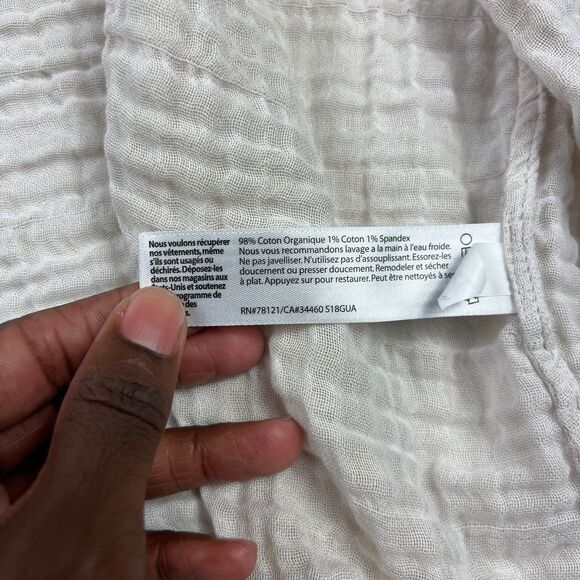 Nous voulons récupérer
nos vêtements, même
s'ils sont usagés ou
déchirés. Déposez-les
dans nos magasins aux
-Unis et soutenez
programme de
des
98% Coton Organique 1% Coton 1% Spandex
Nous vous recommandons lavage a la main à l'eau froide.
Ne pas javelliser. N'utilizez pas d'assouplissant. Essorez-les
doucement ou presser doucement. Remodeler et sécher
à plat. Appuyez sur pour restaurer. Peut être nettoyés à sec
RN#78121/CA#34460 S18GUA